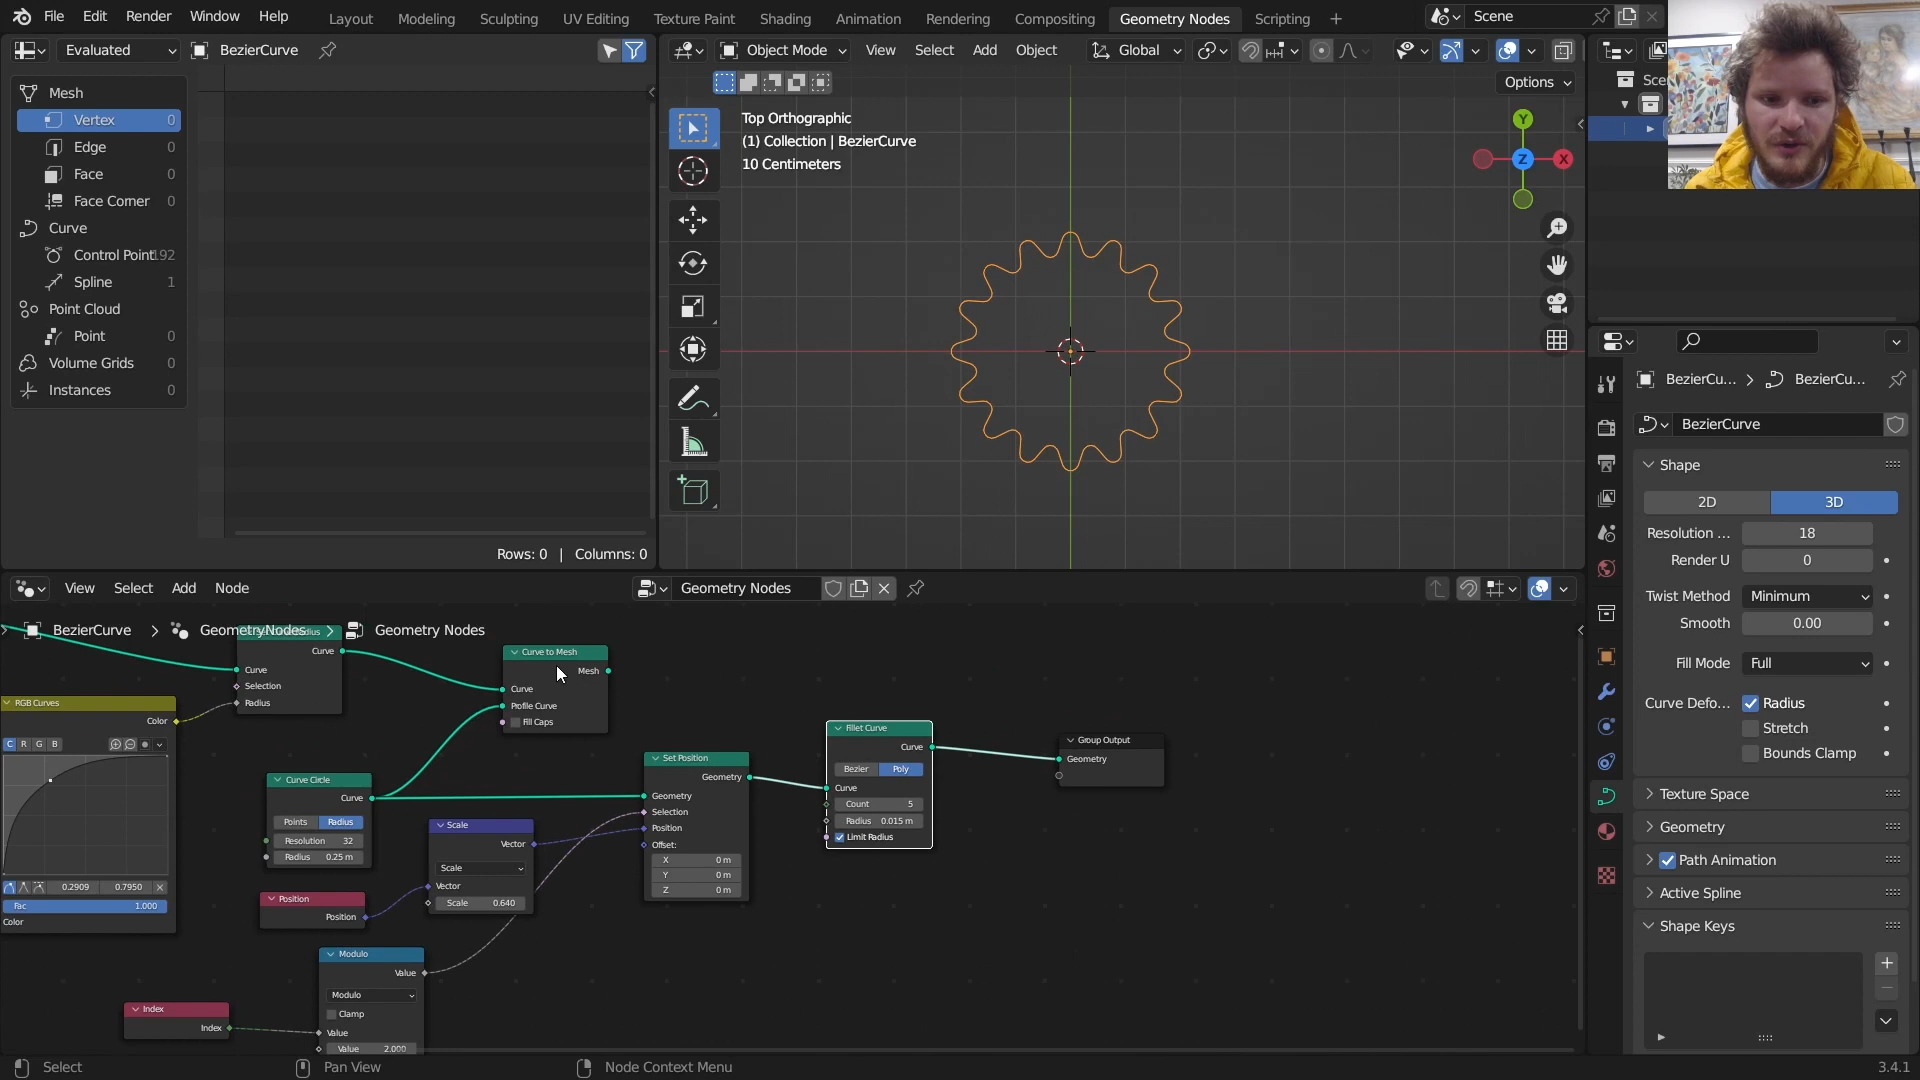 File Edit Render Window Help
Layout Modeling Sculpting UV Editing Texture Paint Shading Animation Rendering Compositing Geometry Nodes Scripting +
Scene
Evaluated BezierCurve
Object Mode View Select Add Object Global
Options
Mesh
Vertex 0
Edge 0
Face 0
Face Corner 0
Curve
Control Point 192
Spline 1
Point Cloud
Point 0
Volume Grids 0
Instances 0
Rows: 0 | Columns: 0
Top Orthographic
(1) Collection | BezierCurve
10 Centimeters
Y
Z
X
Sce
BezierCu... > BezierCu...
BezierCurve
Shape
2D 3D
Resolution ... 18
Render U 0
Twist Method Minimum
Smooth 0.00
Fill Mode Full
Curve Defo... Radius
Stretch
Bounds Clamp
Texture Space
Geometry
Path Animation
Active Spline
Shape Keys
View Select Add Node
Geometry Nodes
BezierCurve > GeometryNodes > Geometry Nodes
Curve
Curve
Selection
Radius
RGB Curves
Color
C R G B
0.2909 0.7950
Fac 1.000
Color
Curve to Mesh
Mesh
Curve
Profile Curve
Fill Caps
Curve Circle
Curve
Points Radius
Resolution 32
Radius 0.25 m
Position
Position
Scale
Vector
Scale
Vector
Scale 0.640
Modulo
Value
Modulo
Clamp
Value
Value 2.000
Index
Index
Set Position
Geometry
Geometry
Selection
Position
Offset:
X 0 m
Y 0 m
Z 0 m
Fillet Curve
Curve
Bezier Poly
Curve
Count 5
Radius 0.015 m
Limit Radius
Group Output
Geometry
Select Pan View Node Context Menu 3.4.1